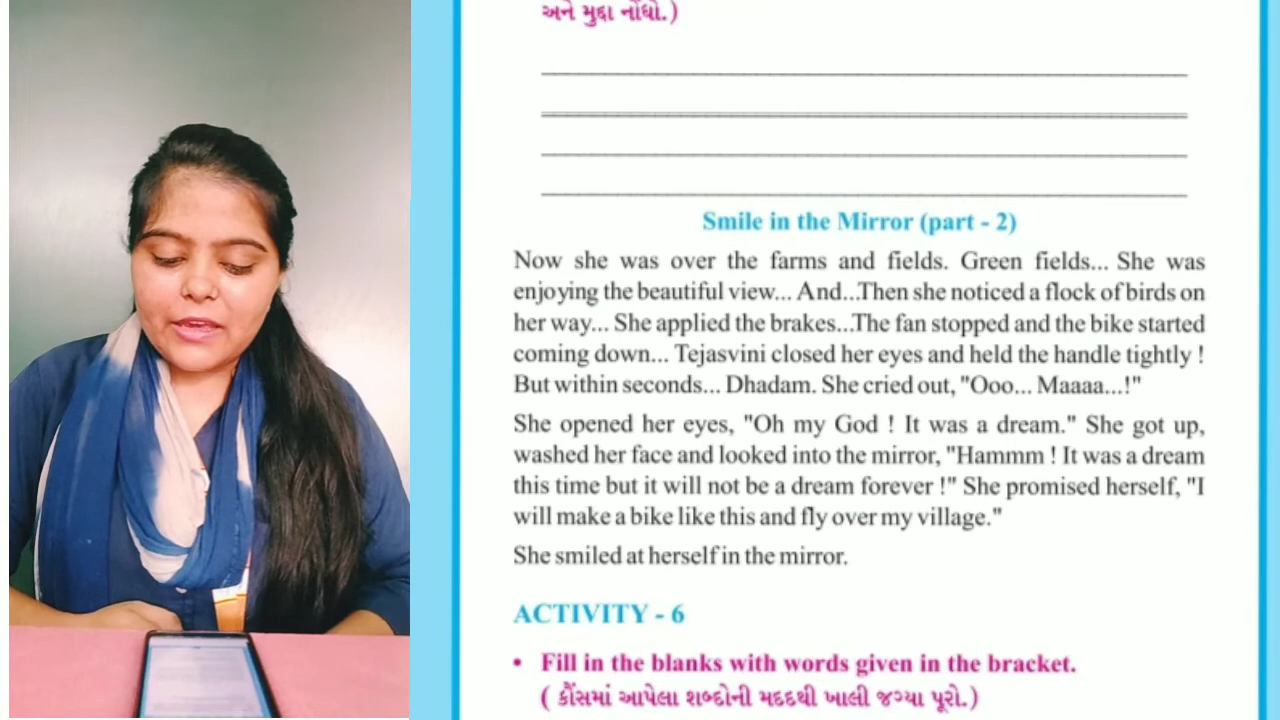 અને મુદ્દા નોંધો.)
Smile in the Mirror (part - 2)
Now she was over the farms and fields. Green fields... She was
enjoying the beautiful view... And...Then she noticed a flock of birds on
her way... She applied the brakes...The fan stopped and the bike started
coming down... Tejasvini closed her eyes and held the handle tightly !
But within seconds... Dhadam. She cried out, "Ooo... Maaaa...!"
She opened her eyes, "Oh my God ! It was a dream." She got up,
washed her face and looked into the mirror, "Hammm ! It was a dream
this time but it will not be a dream forever !" She promised herself, "I
will make a bike like this and fly over my village."
She smiled at herself in the mirror.
ACTIVITY - 6
• Fill in the blanks with words given in the bracket.
( કૌંસમાં આપેલા શબ્દોની મદદથી ખાલી જગ્યા પૂરો.)